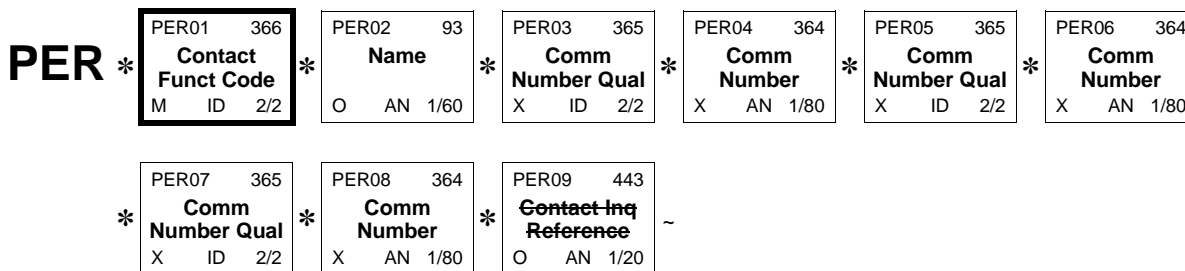 PER * PER01 366 * PER02 93 * PER03 365 * PER04 364 * PER05 365 * PER06 364
Contact Name Comm Comm Comm Comm
Funct Code Number Qual Number Number Qual Number
M ID 2/2 O AN 1/60 X ID 2/2 X AN 1/80 X ID 2/2 X AN 1/80
* PER07 365 * PER08 364 * PER09 443 ~
Comm Comm Contact Inq
Number Qual Number Reference
X ID 2/2 X AN 1/80 O AN 1/20